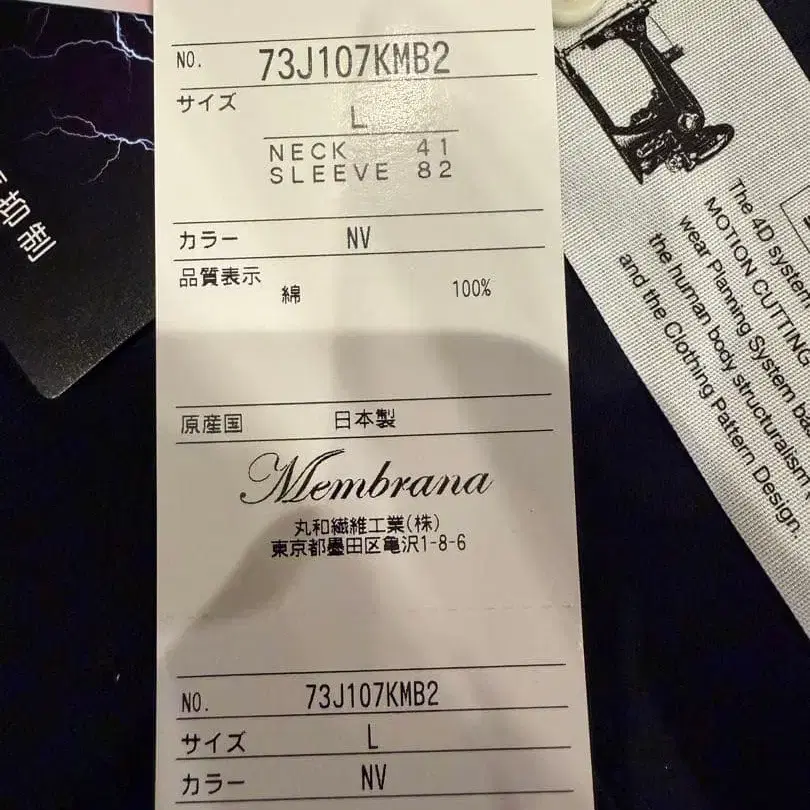 NO. 73J107KMB2
サイズ
L
NECK 41
SLEEVE 82
カラー NV
品質表示
綿 100%
原産国 日本製
Membrana
丸和繊維工業(株)
東京都墨田区亀沢1-8-6
NO. 73J107KMB2
サイズ L
カラー NV
抑制
The 4D system
MOTION CUTTING
wear Planning System
the human body structuralism
and the Clothing Pattern Design.